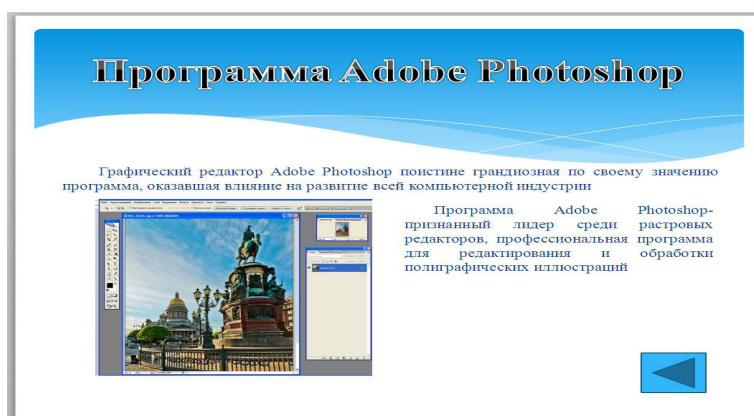 Программа Adobe Photoshop
Графический редактор Adobe Photoshop поистине грандиозная по своему значению
программа, оказавшая влияние на развитие всей компьютерной индустрии
Программа Adobe Photoshop-
признанный лидер среди растровых
редакторов, профессиональная программа
для редактирования и обработки
полиграфических иллюстраций